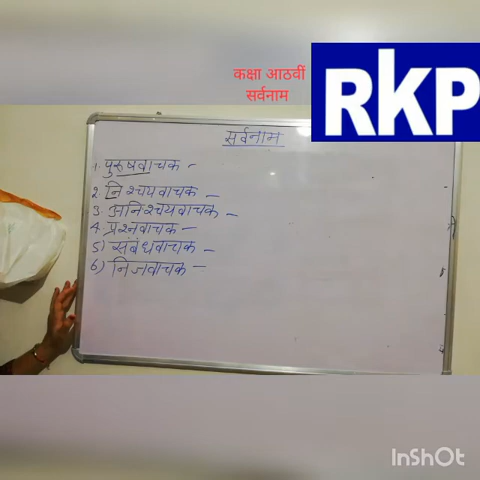 कक्षा आठवीं
सर्वनाम
RKP
सर्वनाम
1. पुरुषवाचक -
2. निश्चयवाचक -
3. अनिश्चयवाचक -
4. प्रश्नवाचक -
5) संबंधवाचक -
6) निजवाचक -
InShOt